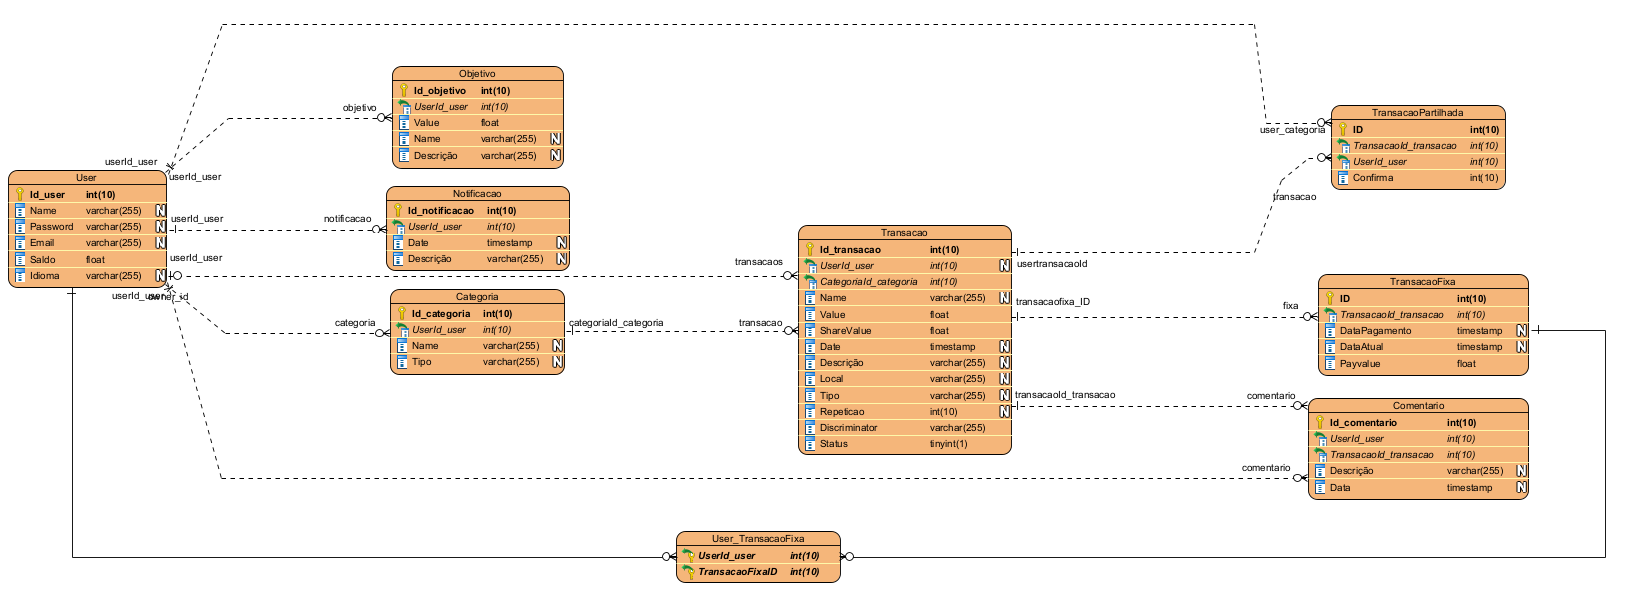 Objetivo
Id_objetivo int(10)
UserId_user int(10)
Value float
Name varchar(255) N
Descrição varchar(255) N
objetivo
userId_user
userId_user
User
Id_user int(10)
Name varchar(255) N
Password varchar(255) N
Email varchar(255) N
Saldo float
Idioma varchar(255) N
userId_user
notificacao
userId_user
userId_user
owner_id
Notificacao
Id_notificacao int(10)
UserId_user int(10)
Date timestamp N
Descrição varchar(255) N
transacaos
Categoria
Id_categoria int(10)
UserId_user int(10)
Name varchar(255) N
Tipo varchar(255) N
categoria
categoriaId_categoria
transacao
Transacao
Id_transacao int(10)
UserId_user int(10) N
CategoriaId_categoria int(10)
Name varchar(255) N
Value float
ShareValue float
Date timestamp N
Descrição varchar(255) N
Local varchar(255) N
Tipo varchar(255) N
Repeticao int(10) N
Discriminator varchar(255)
Status tinyint(1)
user_categoria
TransacaoPartilhada
ID int(10)
TransacaoId_transacao int(10)
UserId_user int(10)
Confirma int(10)
transacao
usertransacaoId
transacaofixa_ID
fixa
TransacaoFixa
ID int(10)
TransacaoId_transacao int(10)
DataPagamento timestamp N
DataAtual timestamp N
Payvalue float
transacaoId_transacao
comentario
Comentario
Id_comentario int(10)
UserId_user int(10)
TransacaoId_transacao int(10)
Descrição varchar(255) N
Data timestamp N
comentario
User_TransacaoFixa
UserId_user int(10)
TransacaoFixaID int(10)